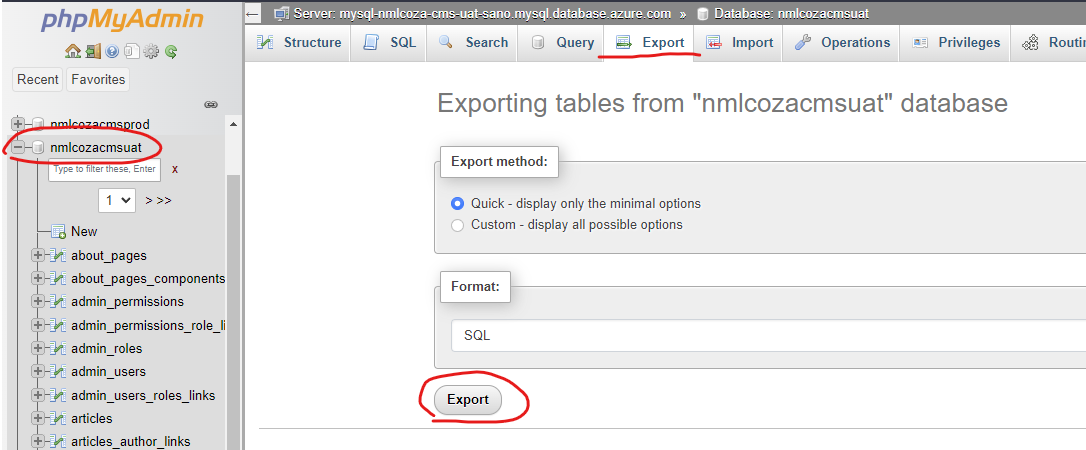 phpMyAdmin
Recent Favorites
nmlcozacmsprod
nmlcozacmsuat
Type to filter these, Enter x
1 > >>
New
about_pages
about_pages_components
admin_permissions
admin_permissions_role_li
admin_roles
admin_users
admin_users_roles_links
articles
articles_author_links
← Server: mysql-nmlcoza-cms-uat-sano.mysql.database.azure.com » Database: nmlcozacmsuat
Structure SQL Search Query Export Import Operations Privileges Routin
Exporting tables from "nmlcozacmsuat" database
Export method:
Quick - display only the minimal options
Custom - display all possible options
Format:
SQL
Export